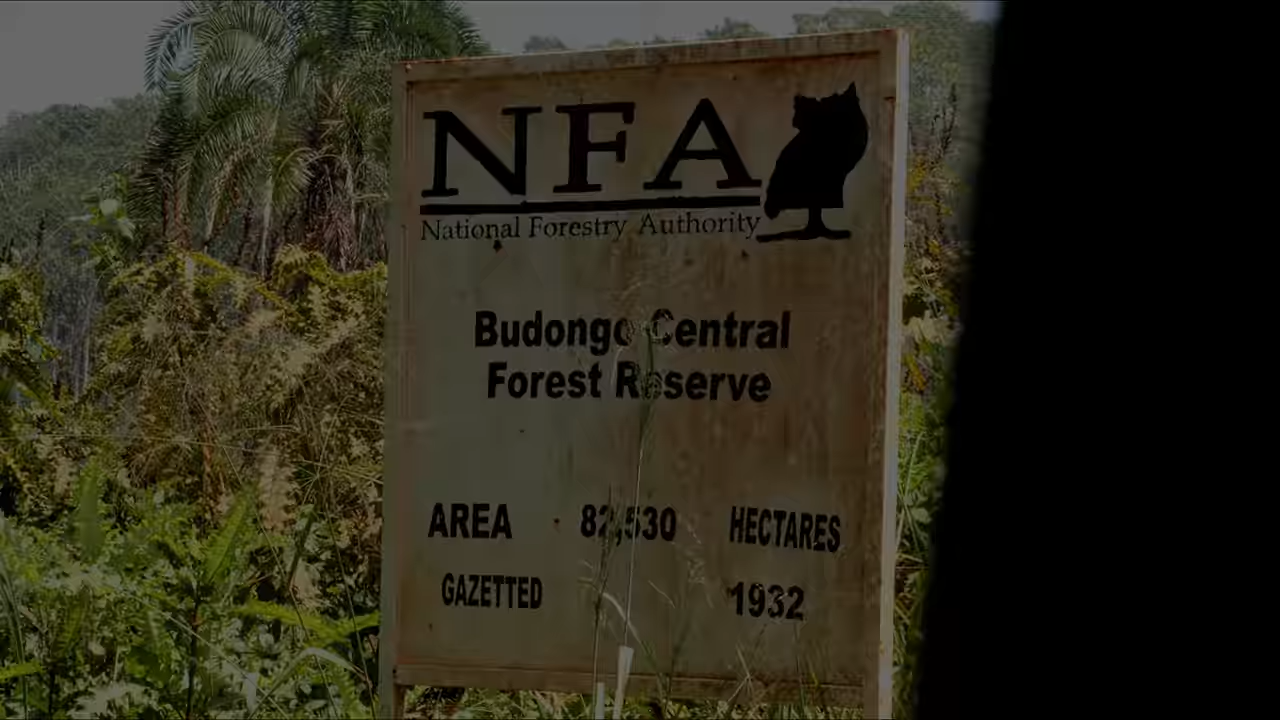 NFA
National Forestry Authority
Budongo Central
Forest Reserve
AREA 82,530 HECTARES
GAZETTED 1932